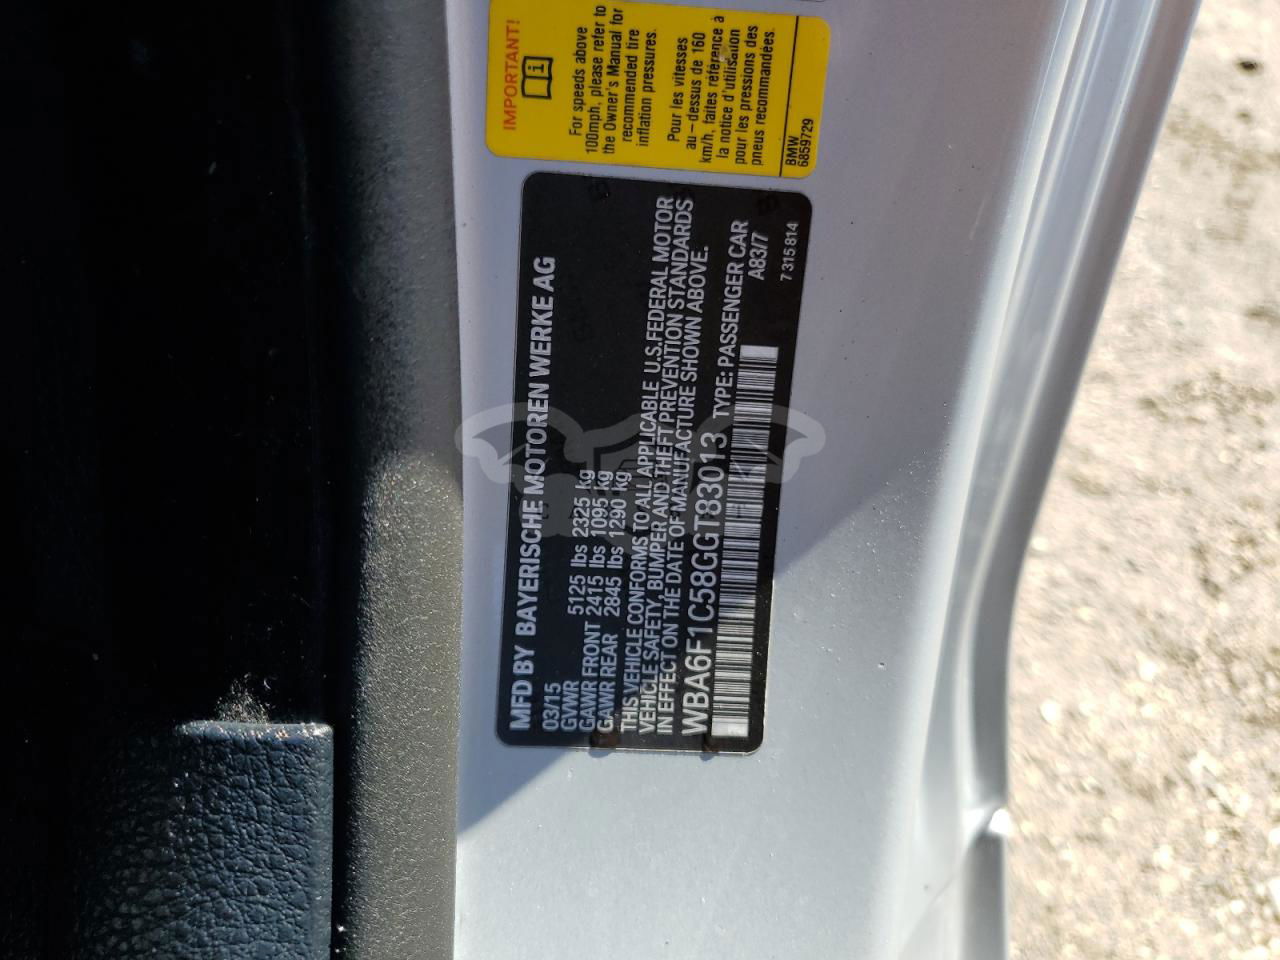 IMPORTANT!
For speeds above
100mph, please refer to
the Owner's Manual for
recommended tire
inflation pressures.
Pour les vitesses
au-dessus de 160
km/h, faites référence à
la notice d'utilisation
pour les pressions des
pneus recommandées.
BMW
6859729
MFD BY BAYERISCHE MOTOREN WERKE AG
03/15
GVWR 5125 lbs 2325 kg
GAWR FRONT 2415 lbs 1095 kg
GAWR REAR 2845 lbs 1290 kg
THIS VEHICLE CONFORMS TO ALL APPLICABLE U.S.FEDERAL MOTOR
VEHICLE SAFETY, BUMPER AND THEFT PREVENTION STANDARDS
IN EFFECT ON THE DATE OF MANUFACTURE SHOWN ABOVE.
WBA6F1C58GGT83013 TYPE: PASSENGER CAR
A83/7
7 315 814